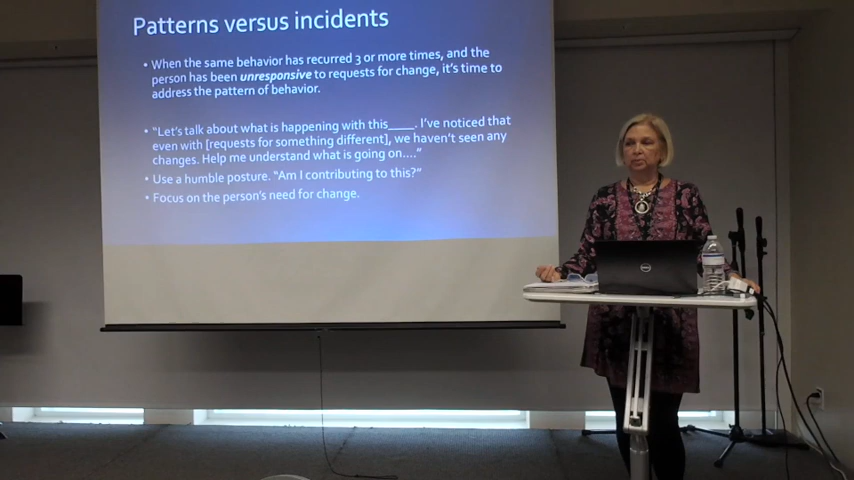 Patterns versus incidents
• When the same behavior has recurred 3 or more times, and the
person has been unresponsive to requests for change, it's time to
address the pattern of behavior.
• "Let's talk about what is happening with this____. I've noticed that
even with [requests for something different], we haven't seen any
changes. Help me understand what is going on…."
• Use a humble posture. "Am I contributing to this?"
• Focus on the person's need for change.
DELL